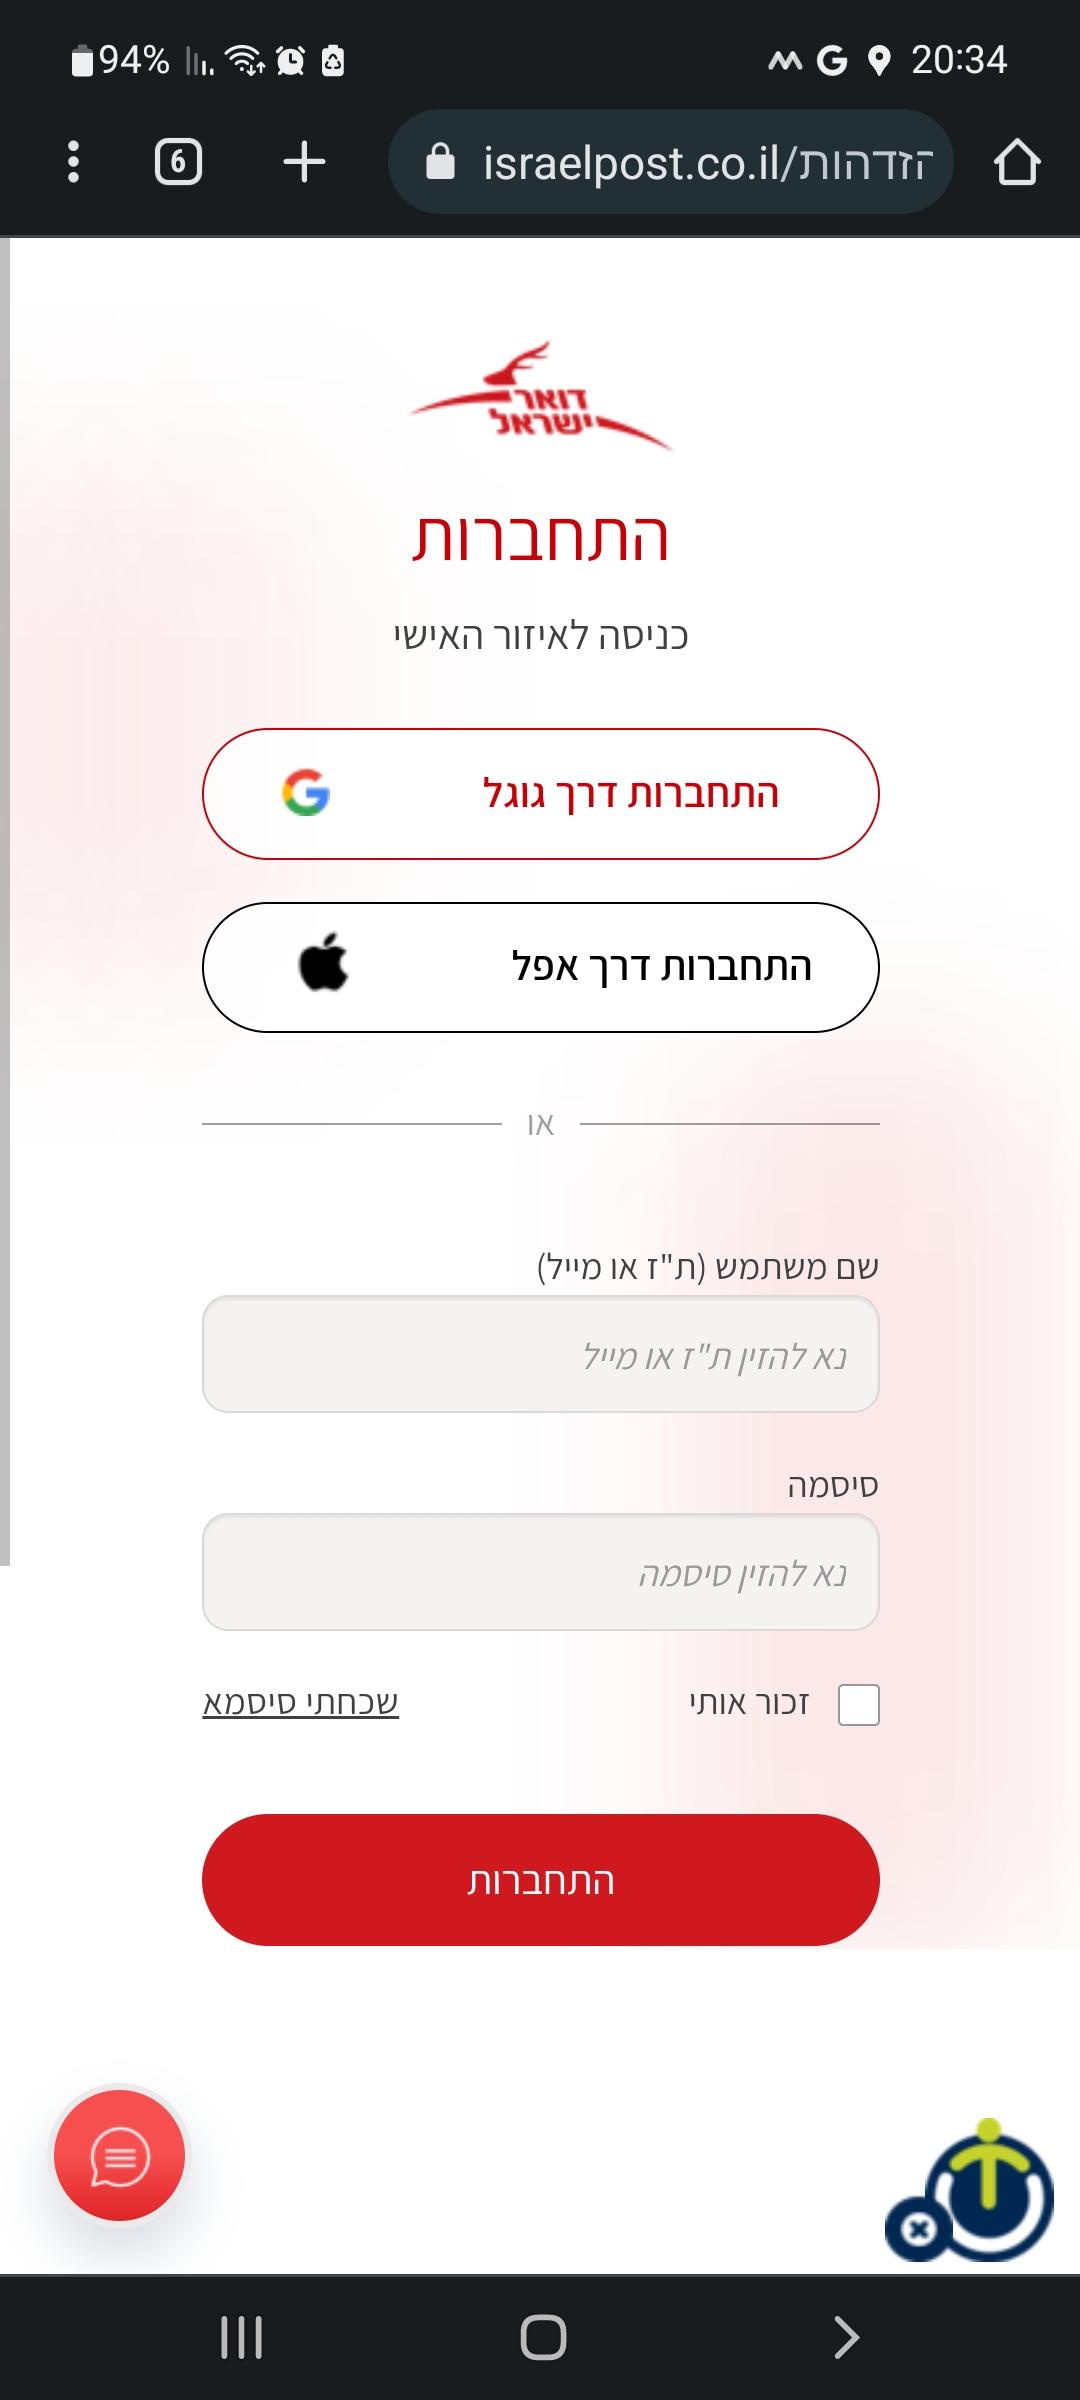 94%
20:34
6
israelpost.co.il/הזדהות
דואר
ישראל
התחברות
כניסה לאיזור האישי
התחברות דרך גוגל
התחברות דרך אפל
או
שם משתמש (ת"ז או מייל)
נא להזין ת"ז או מייל
סיסמה
נא להזין סיסמה
זכור אותי
שכחתי סיסמא
התחברות